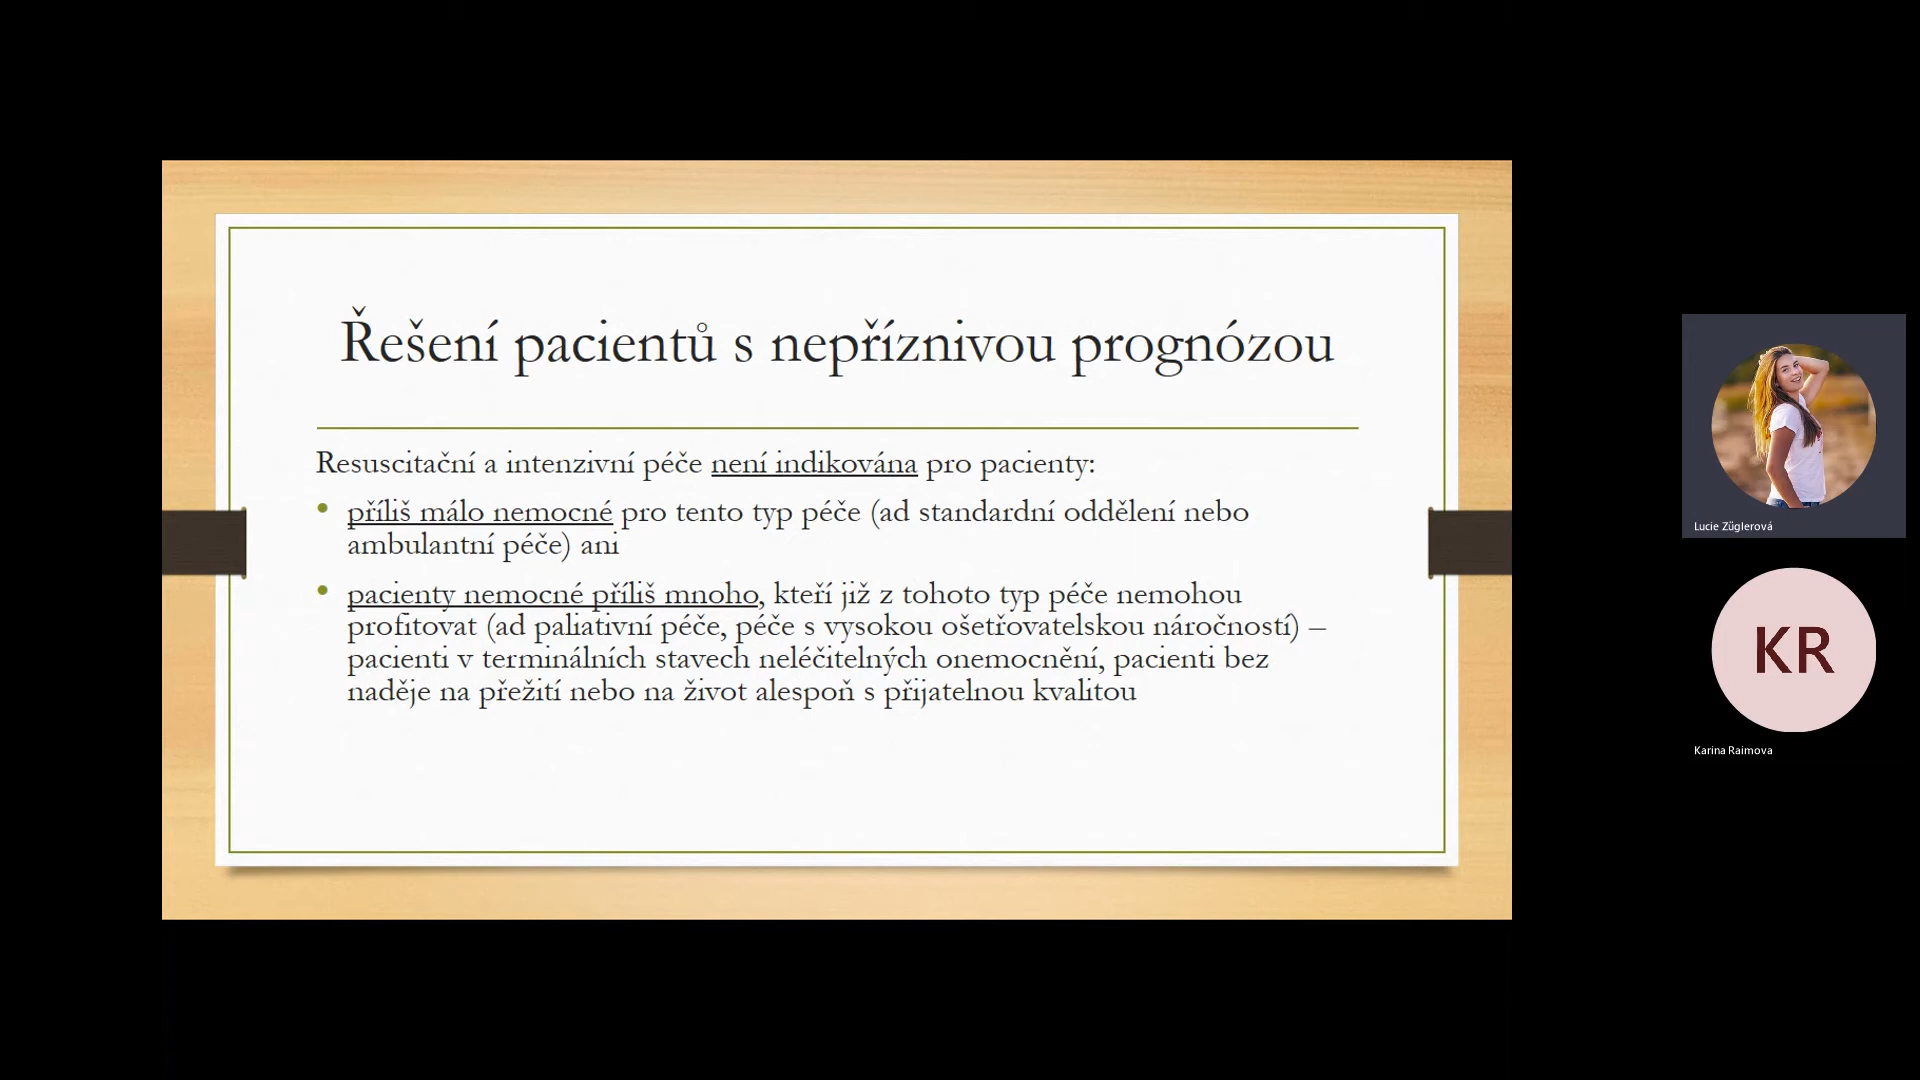 Řešení pacientů s nepříznivou prognózou
Resuscitační a intenzivní péče není indikována pro pacienty:
• příliš málo nemocné pro tento typ péče (ad standardní oddělení nebo
ambulantní péče) ani
• pacienty nemocné příliš mnoho, kteří již z tohoto typ péče nemohou
profitovat (ad paliativní péče, péče s vysokou ošetřovatelskou náročností) –
pacienti v terminálních stavech neléčitelných onemocnění, pacienti bez
naděje na přežití nebo na život alespoň s přijatelnou kvalitou
Lucie Züglerová
KR
Karina Raimova